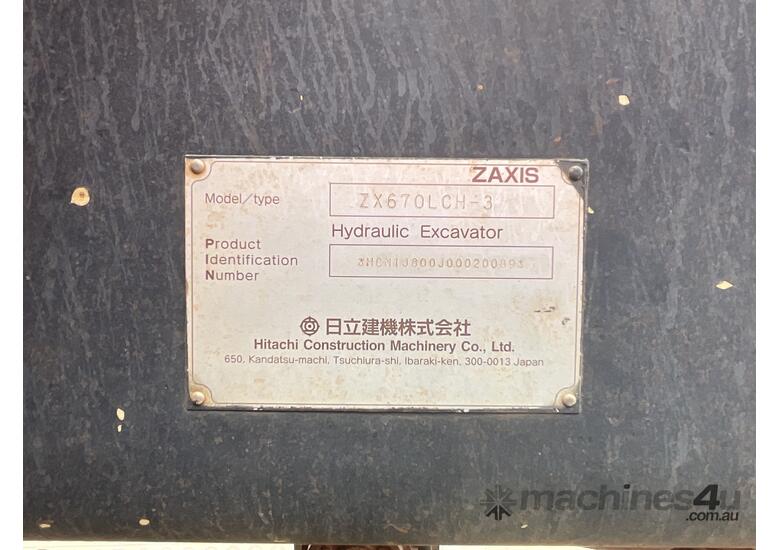 ZAXIS
Model/type ZX670LCH-3
Hydraulic Excavator
Product
Identification
Number
日立建機株式会社
Hitachi Construction Machinery Co., Ltd.
650, Kandatsu-machi, Tsuchiura-shi, Ibaraki-ken, 300-0013 Japan
machines4u
.com.au